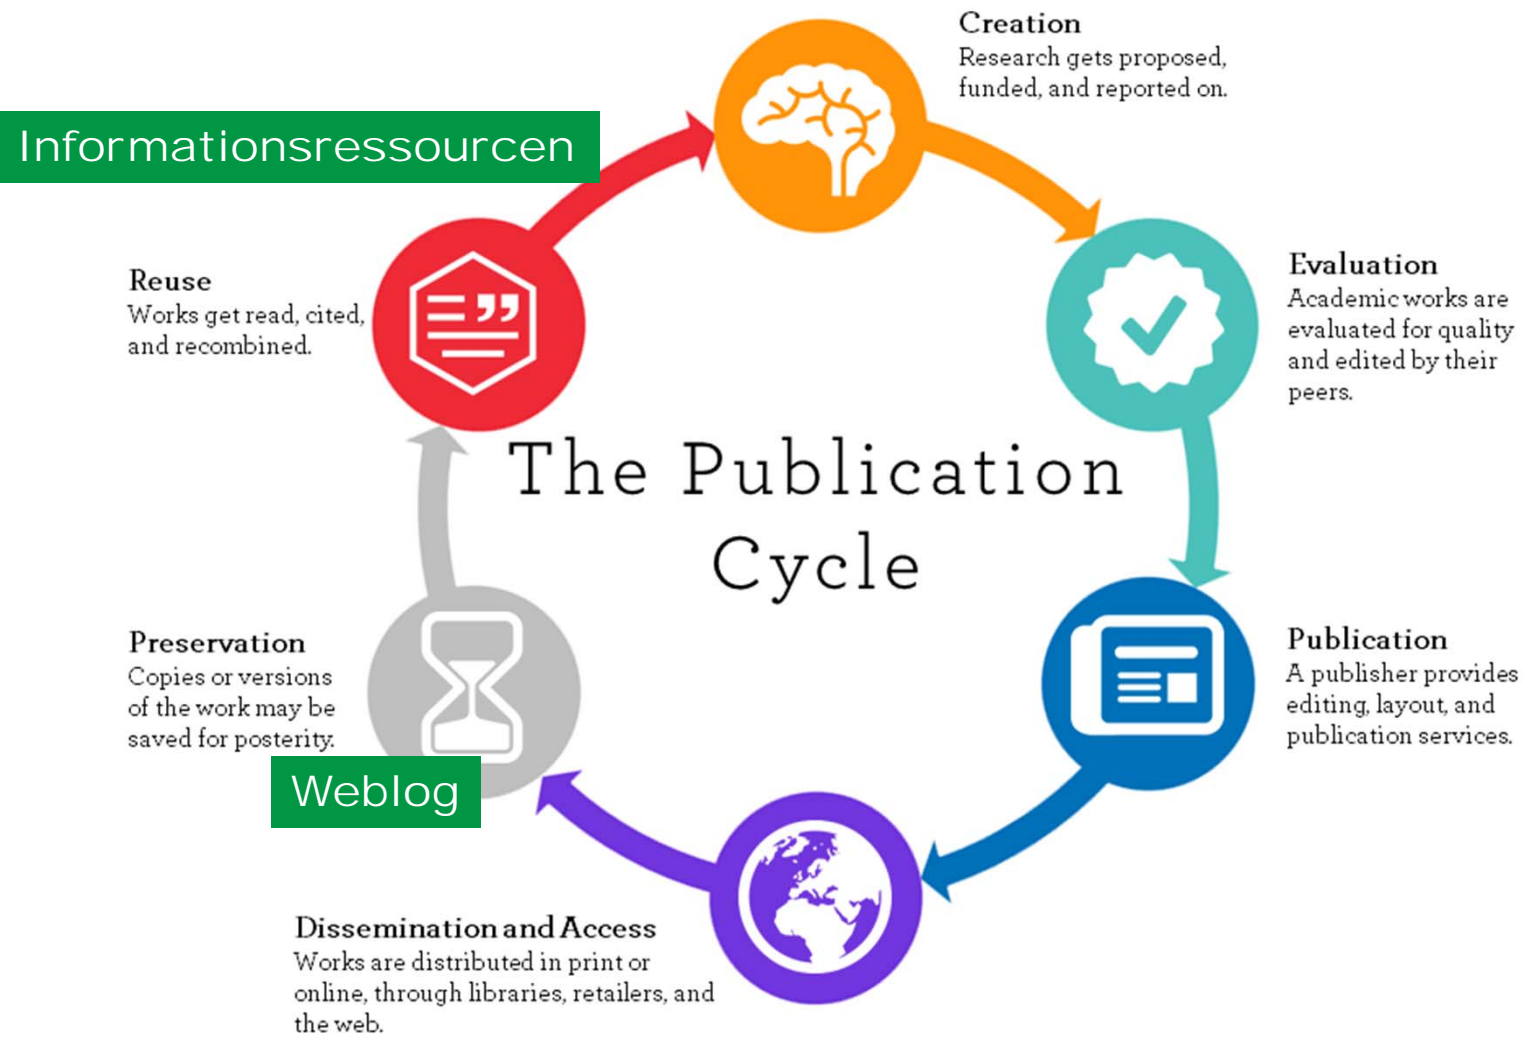 Creation
Research gets proposed,
funded, and reported on.
Informationsressourcen
Reuse
Works get read, cited,
and recombined.
Evaluation
Academic works are
evaluated for quality
and edited by their
peers.
The Publication
Cycle
Preservation
Copies or versions
of the work may be
saved for posterity.
Weblog
Publication
A publisher provides
editing, layout, and
publication services.
Dissemination and Access
Works are distributed in print or
online, through libraries, retailers, and
the web.